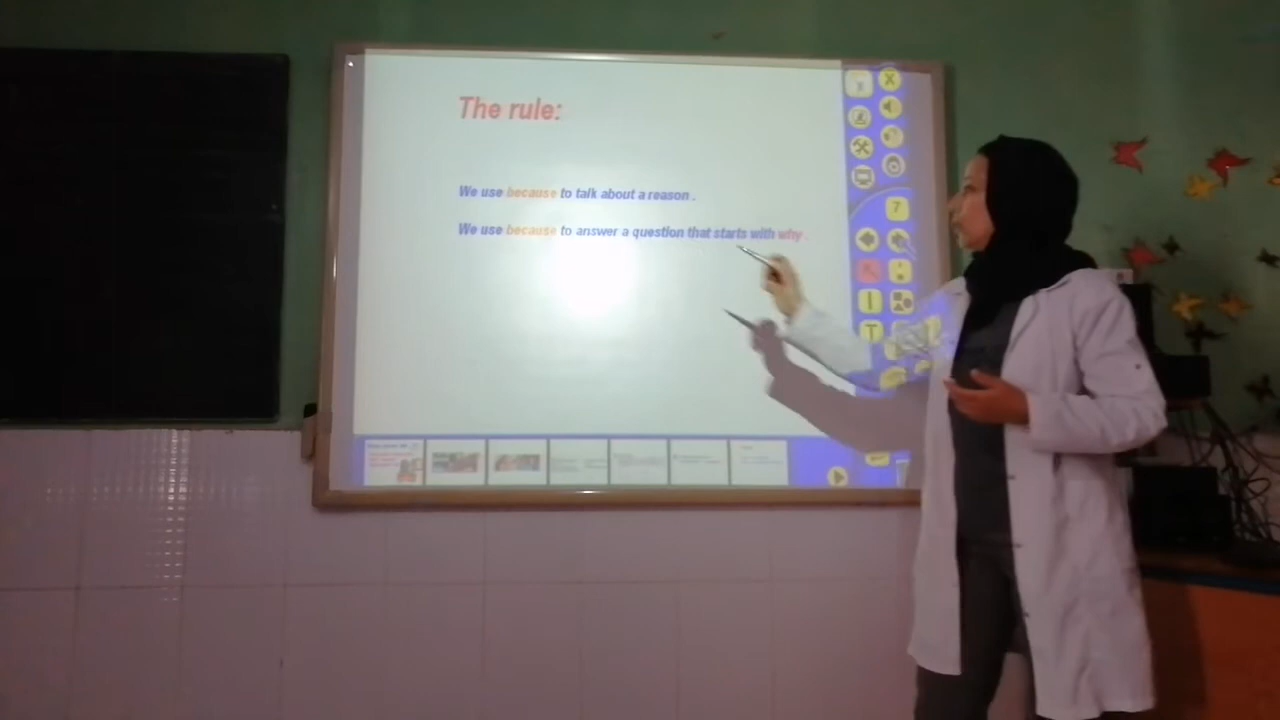 The rule:
We use because to talk about a reason .
We use because to answer a question that starts with why .
X
7
T